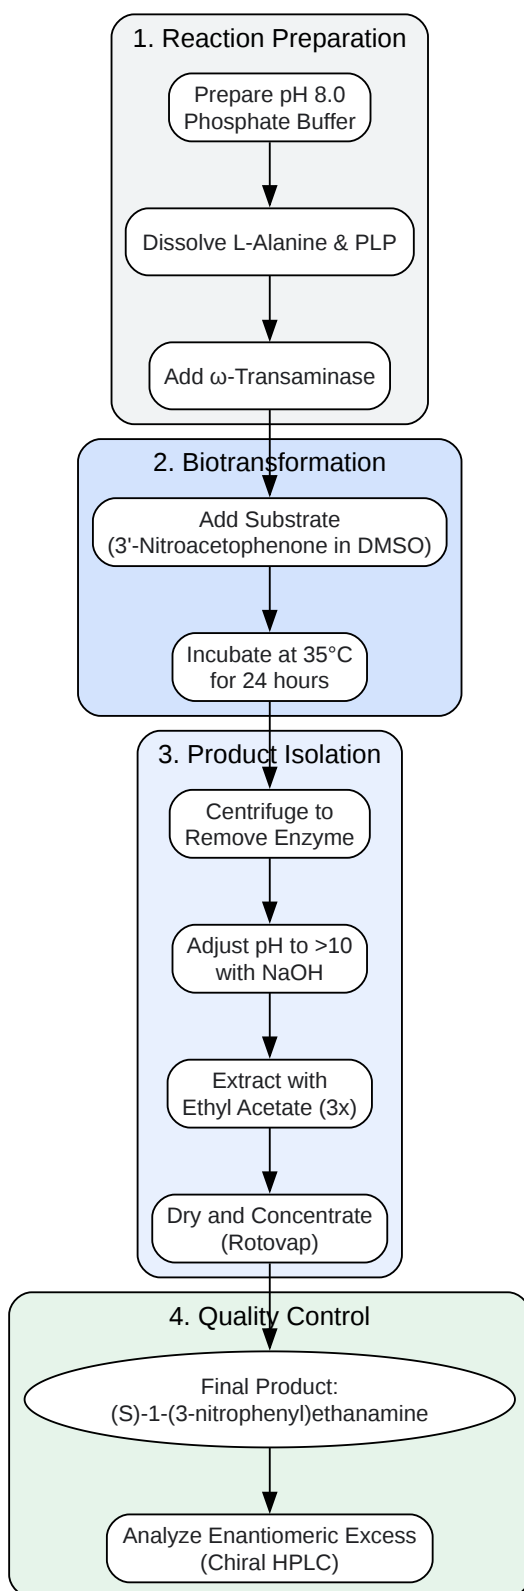 1. Reaction Preparation
Prepare pH 8.0
Phosphate Buffer
Dissolve L-Alanine & PLP
Add ω-Transaminase
2. Biotransformation
Add Substrate
(3'-Nitroacetophenone in DMSO)
Incubate at 35°C
for 24 hours
3. Product Isolation
Centrifuge to
Remove Enzyme
Adjust pH to >10
with NaOH
Extract with
Ethyl Acetate (3x)
Dry and Concentrate
(Rotovap)
4. Quality Control
Final Product:
(S)-1-(3-nitrophenyl)ethanamine
Analyze Enantiomeric Excess
(Chiral HPLC)